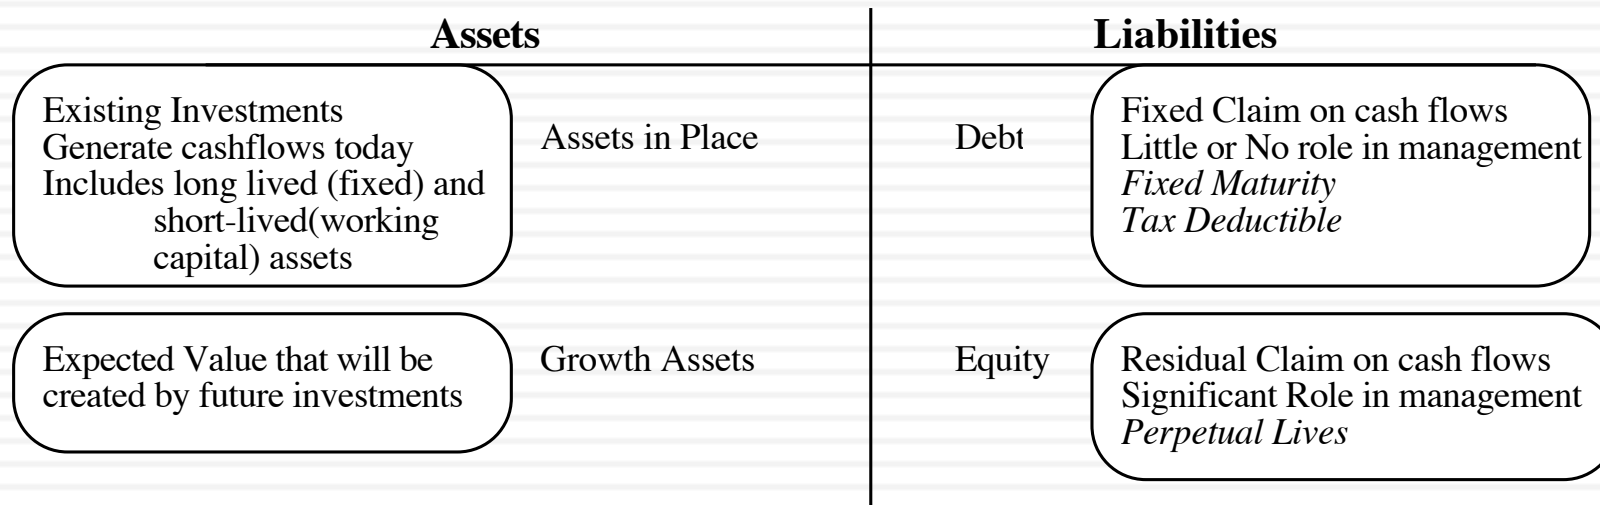 Assets
Liabilities
Existing Investments
Generate cashflows today
Includes long lived (fixed) and
short-lived(working
capital) assets
Assets in Place
Debt
Fixed Claim on cash flows
Little or No role in management
Fixed Maturity
Tax Deductible
Expected Value that will be
created by future investments
Growth Assets
Equity
Residual Claim on cash flows
Significant Role in management
Perpetual Lives